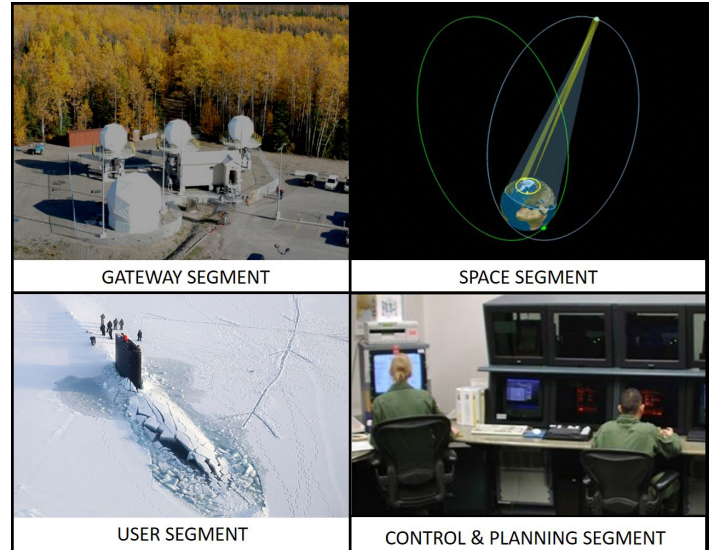 GATEWAY SEGMENT
SPACE SEGMENT
USER SEGMENT
CONTROL & PLANNING SEGMENT